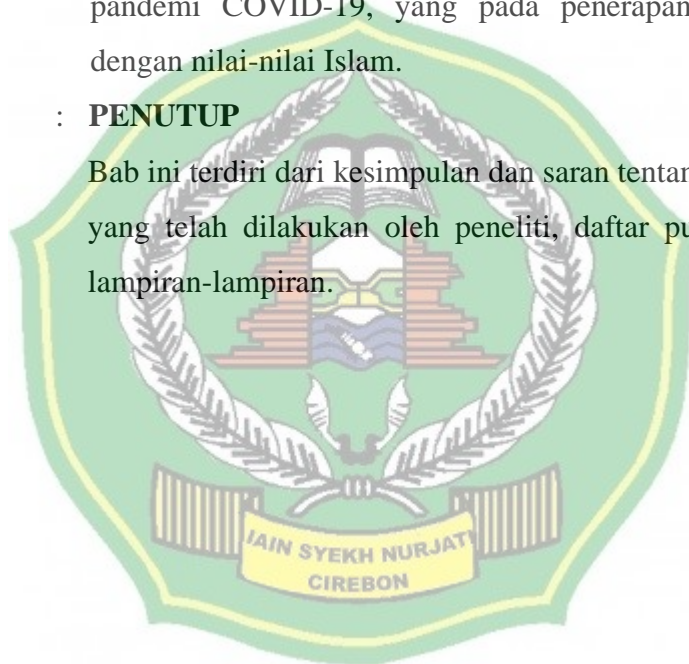 pandemi COVID-19, yang pada penerapan
dengan nilai-nilai Islam.
: PENUTUP
Bab ini terdiri dari kesimpulan dan saran tentan
yang telah dilakukan oleh peneliti, daftar pu
lampiran-lampiran.
IAIN SYEKH NURJATI
CIREBON